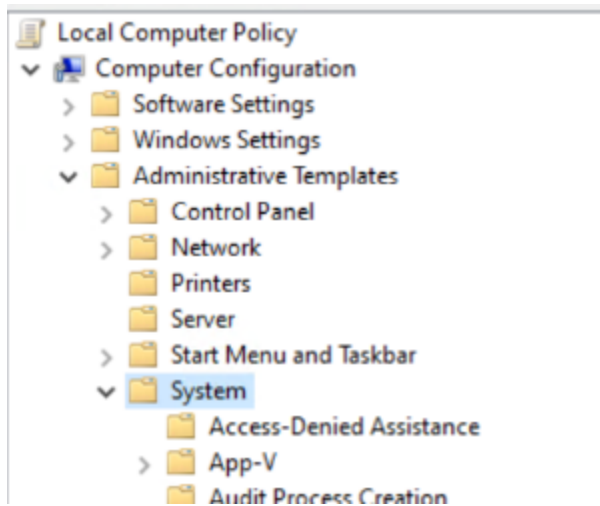 Local Computer Policy
Computer Configuration
Software Settings
Windows Settings
Administrative Templates
Control Panel
Network
Printers
Server
Start Menu and Taskbar
System
Access-Denied Assistance
App-V
Audit Process Creation